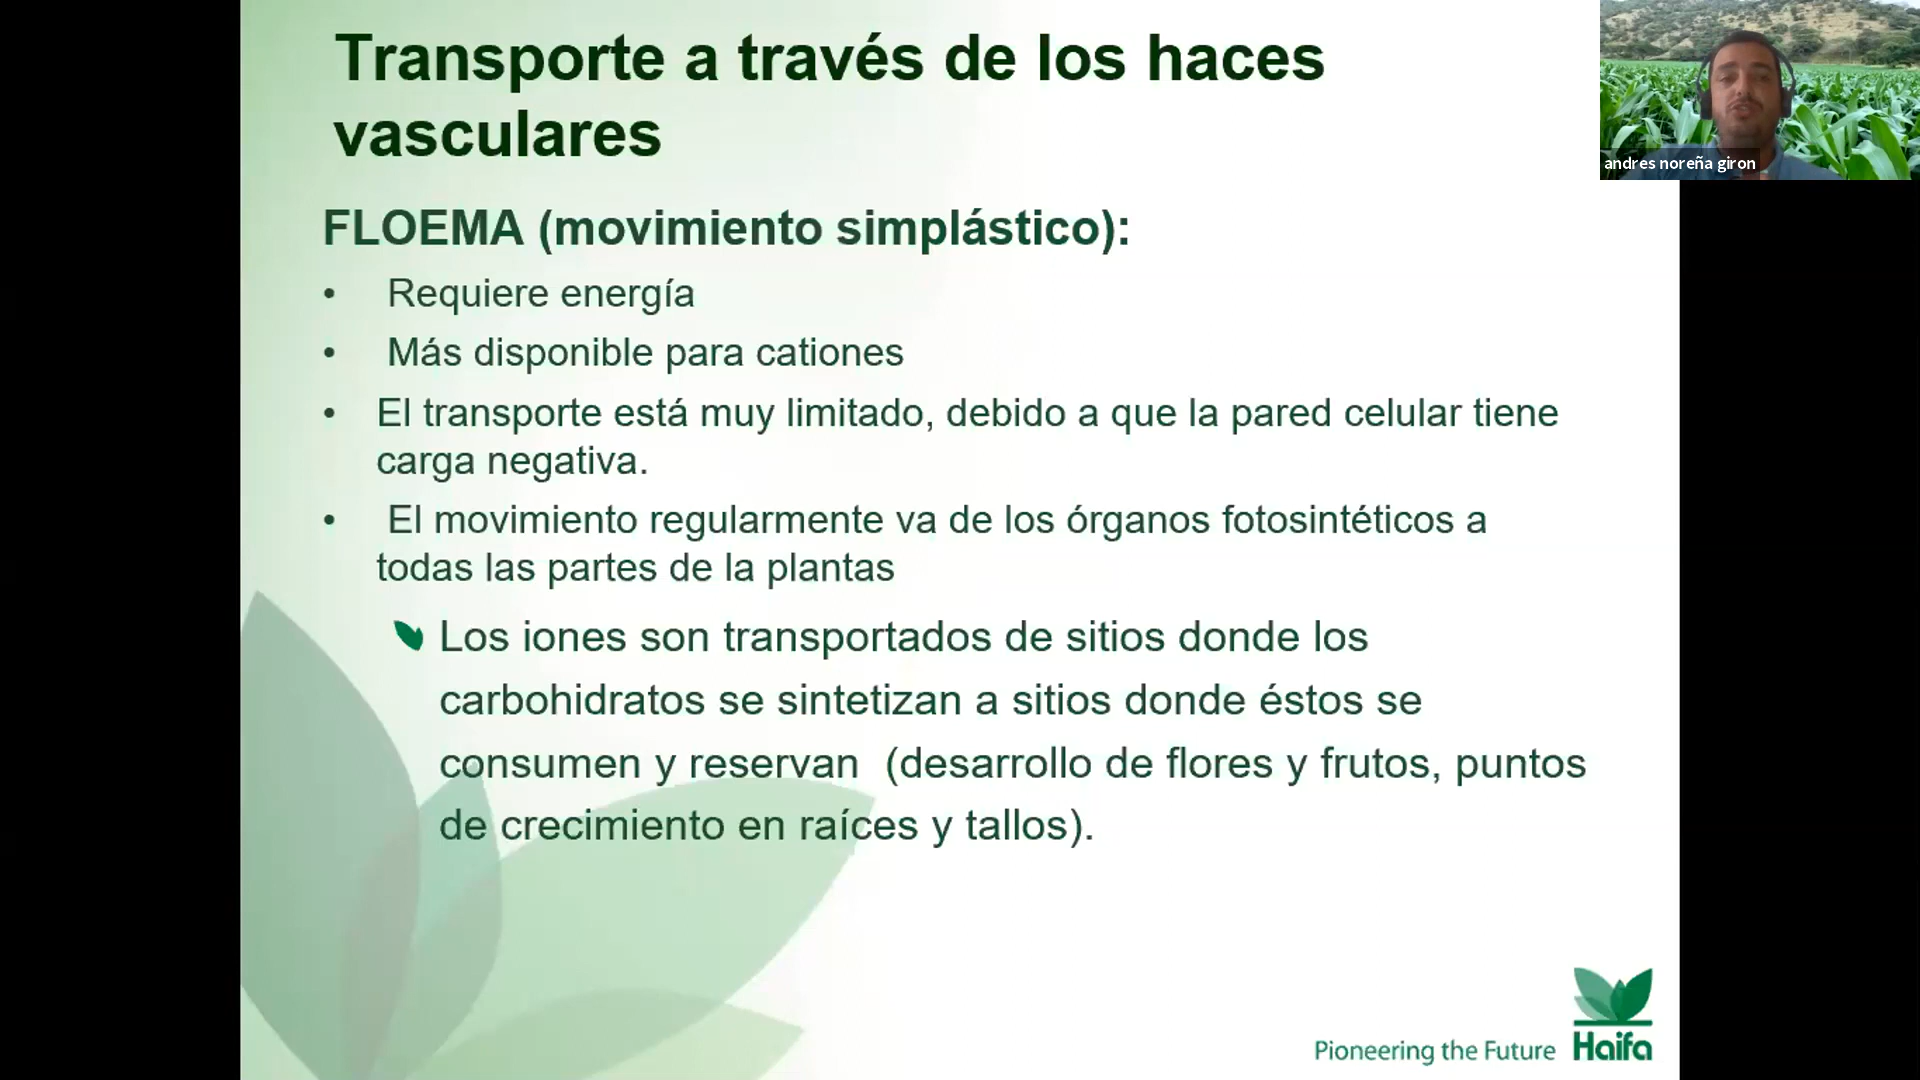 Transporte a través de los haces
vasculares
andres noreña giron
FLOEMA (movimiento simplástico):
• Requiere energía
• Más disponible para cationes
• El transporte está muy limitado, debido a que la pared celular tiene
carga negativa.
• El movimiento regularmente va de los órganos fotosintéticos a
todas las partes de la plantas
Los iones son transportados de sitios donde los
carbohidratos se sintetizan a sitios donde éstos se
consumen y reservan (desarrollo de flores y frutos, puntos
de crecimiento en raíces y tallos).
Pioneering the Future Haifa